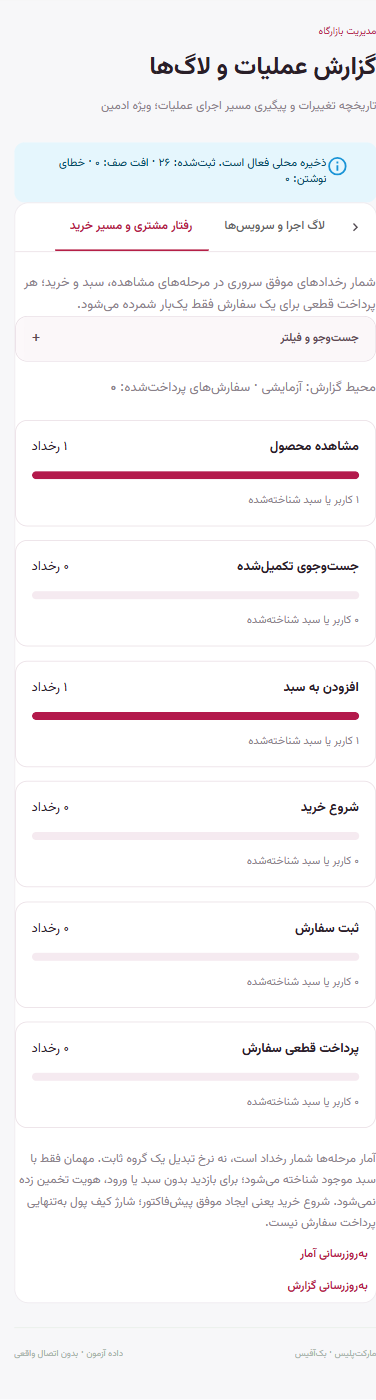 مدیریت بازارگاه
گزارش عملیات و لاگ‌ها
تاریخچه تغییرات و پیگیری مسیر اجرای عملیات؛ ویژه ادمین
ذخیره محلی فعال است. ثبت‌شده: ۲۶ · افت صف: ۰ · خطای
نوشتن: ۰
لاگ اجرا و سرویس‌ها
رفتار مشتری و مسیر خرید
شمار رخدادهای موفق سروری در مرحله‌های مشاهده، سبد و خرید؛ هر
پرداخت قطعی برای یک سفارش فقط یک‌بار شمرده می‌شود.
جست‌وجو و فیلتر +
محیط گزارش: آزمایشی · سفارش‌های پرداخت‌شده: ۰
مشاهده محصول ۱ رخداد
۱ کاربر یا سبد شناخته‌شده
جست‌وجوی تکمیل‌شده ۰ رخداد
۰ کاربر یا سبد شناخته‌شده
افزودن به سبد ۱ رخداد
۱ کاربر یا سبد شناخته‌شده
شروع خرید ۰ رخداد
۰ کاربر یا سبد شناخته‌شده
ثبت سفارش ۰ رخداد
۰ کاربر یا سبد شناخته‌شده
پرداخت قطعی سفارش ۰ رخداد
۰ کاربر یا سبد شناخته‌شده
آمار مرحله‌ها شمار رخداد است، نه نرخ تبدیل یک گروه ثابت. مهمان فقط با
سبد موجود شناخته می‌شود؛ برای بازدید بدون سبد یا ورود، هویت تخمین زده
نمی‌شود. شروع خرید یعنی ایجاد موفق پیش‌فاکتور؛ شارژ کیف پول به‌تنهایی
پرداخت سفارش نیست.
به‌روزرسانی آمار
به‌روزرسانی گزارش
مارکت‌پلیس · بک‌آفیس
داده آزمون · بدون اتصال واقعی